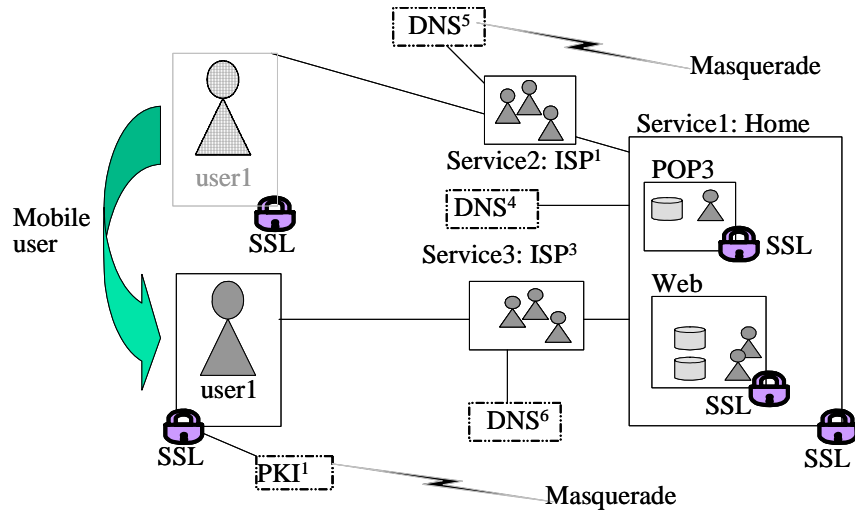 DNS5
Masquerade
Service1: Home
Service2: ISP1
POP3
user1
DNS4
Mobile
user
SSL
SSL
Service3: ISP3
Web
user1
SSL
DNS6
SSL
SSL
PKI1
Masquerade